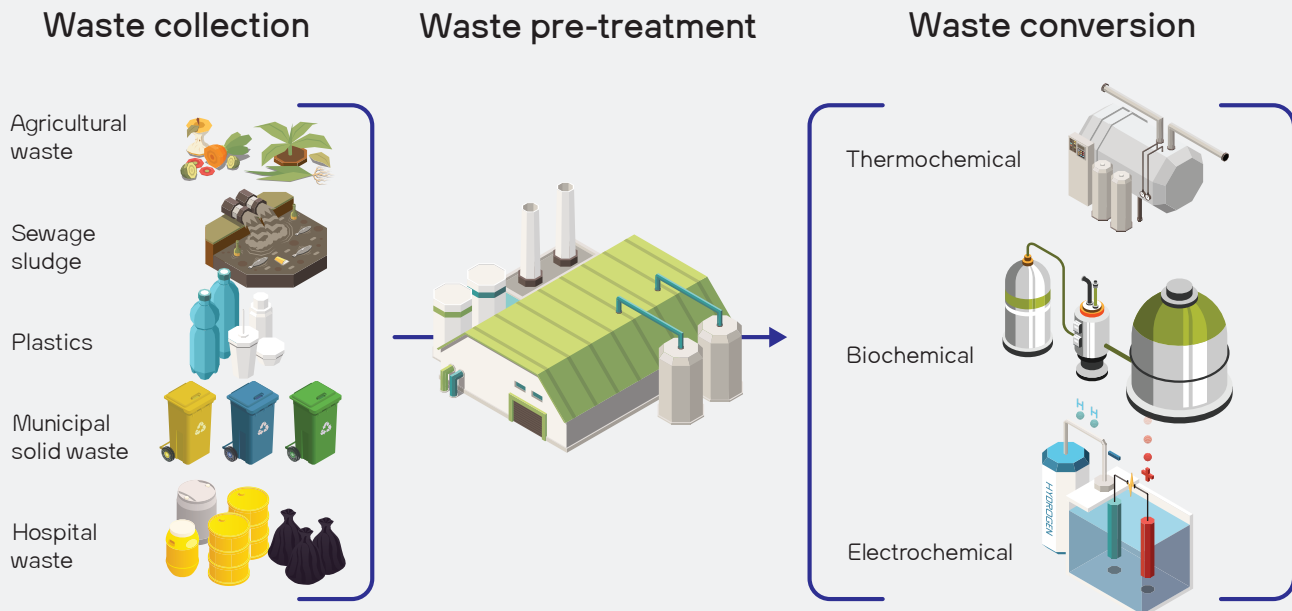 Waste collection
Waste pre-treatment
Waste conversion
Agricultural
waste
Sewage
sludge
Plastics
Municipal
solid waste
Hospital
waste
Thermochemical
Biochemical
H
H
HYDROGEN
Electrochemical